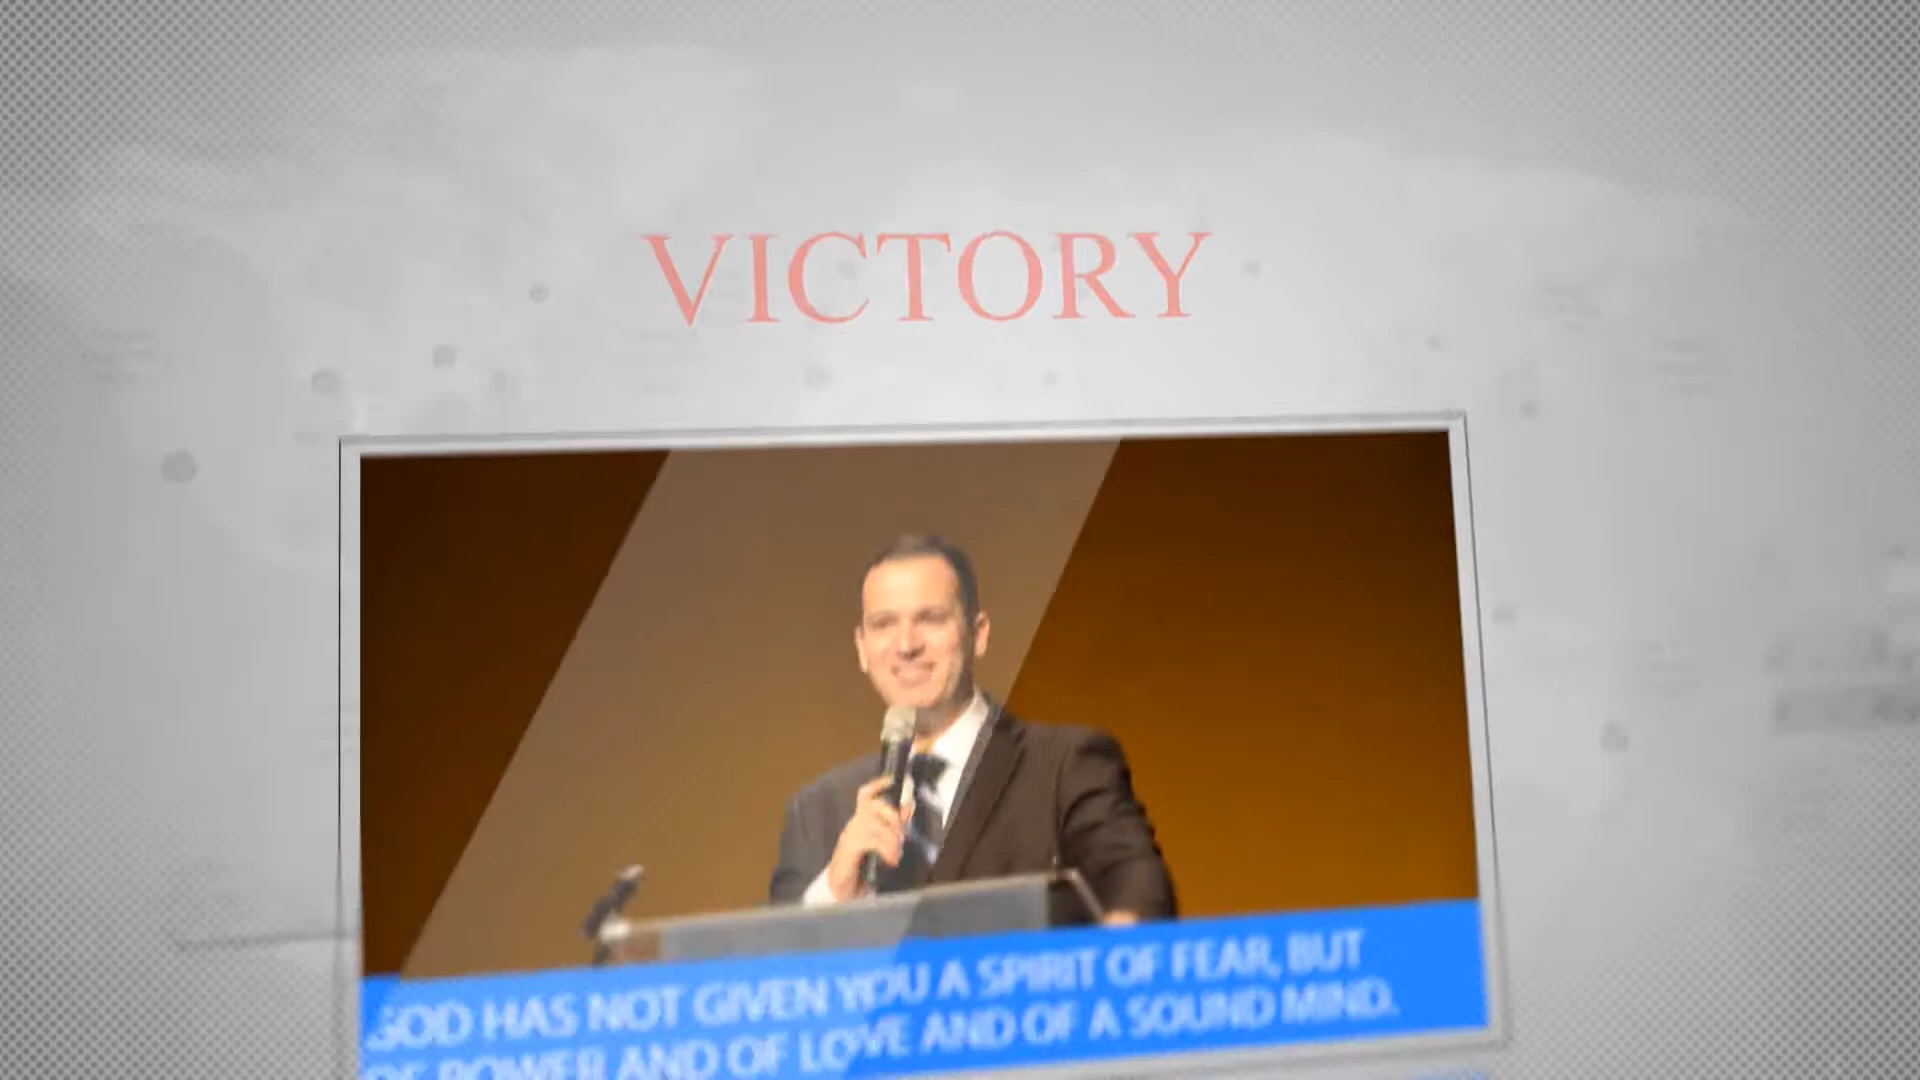 VICTORY
GOD HAS NOT GIVEN YOU A SPIRIT OF FEAR, BUT
OF POWER AND OF LOVE AND OF A SOUND MIND.